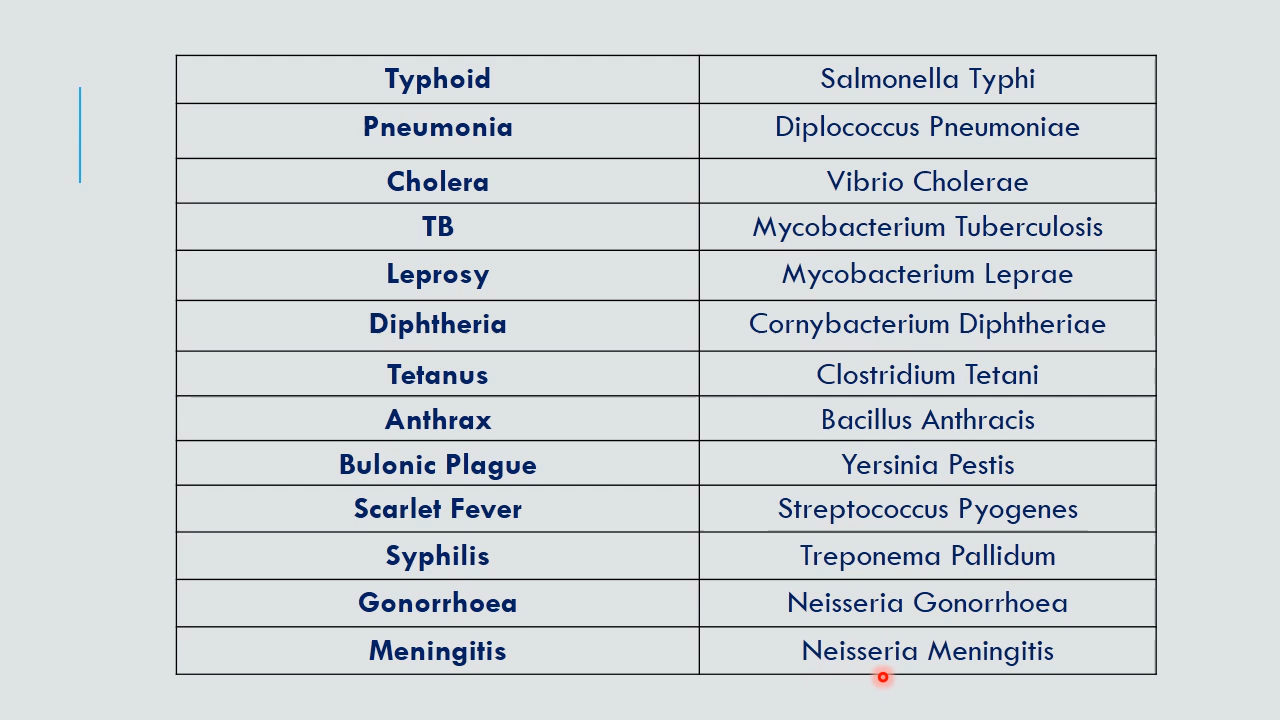 Typhoid Salmonella Typhi
Pneumonia Diplococcus Pneumoniae
Cholera Vibrio Cholerae
TB Mycobacterium Tuberculosis
Leprosy Mycobacterium Leprae
Diphtheria Cornybacterium Diphtheriae
Tetanus Clostridium Tetani
Anthrax Bacillus Anthracis
Bulonic Plague Yersinia Pestis
Scarlet Fever Streptococcus Pyogenes
Syphilis Treponema Pallidum
Gonorrhoea Neisseria Gonorrhoea
Meningitis Neisseria Meningitis